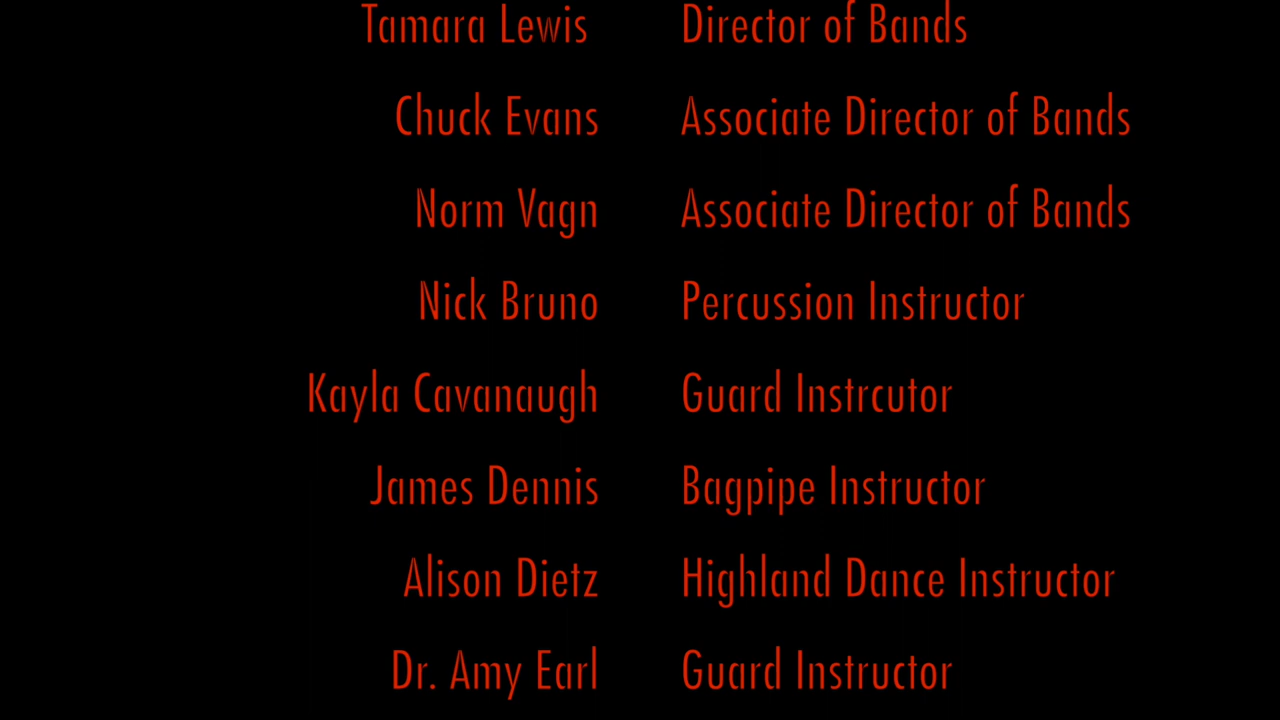 Tamara Lewis Director of Bands
Chuck Evans Associate Director of Bands
Norm Vagn Associate Director of Bands
Nick Bruno Percussion Instructor
Kayla Cavanaugh Guard Instrcutor
James Dennis Bagpipe Instructor
Alison Dietz Highland Dance Instructor
Dr. Amy Earl Guard Instructor